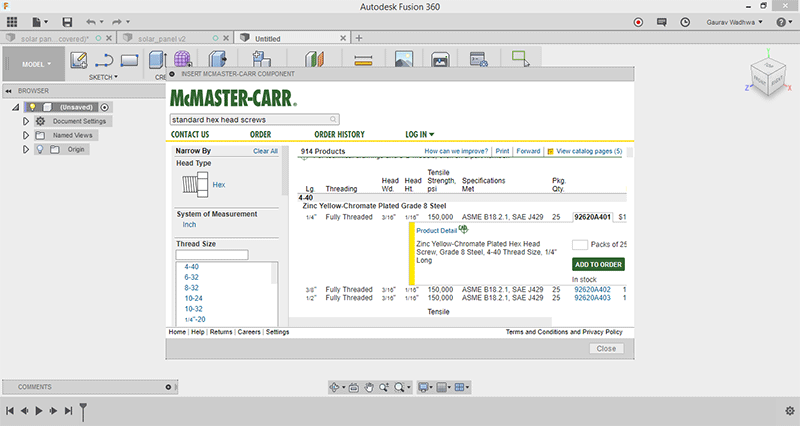 Autodesk Fusion 360
Gaurav Wadhwa
solar pan... covered)*
solar_panel v2
Untitled
MODEL
SKETCH
BROWSER
(Unsaved)
Document Settings
Named Views
Origin
INSERT MCMASTER-CARR COMPONENT
McMASTER-CARR®
standard hex head screws
CONTACT US ORDER ORDER HISTORY LOG IN
Narrow By Clear All
Head Type
Hex
System of Measurement
Inch
Thread Size
4-40
6-32
8-32
10-24
10-32
1/4"-20
914 Products How can we improve? Print Forward View catalog pages (5)
Lg. Threading Head Wd. Head Ht. Tensile Strength, psi Specifications Met Pkg. Qty.
4-40
Zinc Yellow-Chromate Plated Grade 8 Steel
1/4" Fully Threaded 3/16" 1/16" 150,000 ASME B18.2.1, SAE J429 25 92620A401 $1
Product Detail CAD
Zinc Yellow-Chromate Plated Hex Head
Screw, Grade 8 Steel, 4-40 Thread Size, 1/4"
Long
Packs of 25
ADD TO ORDER
In stock
3/8" Fully Threaded 3/16" 1/16" 150,000 ASME B18.2.1, SAE J429 25 92620A402 1
1/2" Fully Threaded 3/16" 1/16" 150,000 ASME B18.2.1, SAE J429 25 92620A403 1
Tensile
Home | Help | Returns | Careers | Settings Terms and Conditions and Privacy Policy
Close
COMMENTS
TOP
FRONT
RIGHT
Z
X